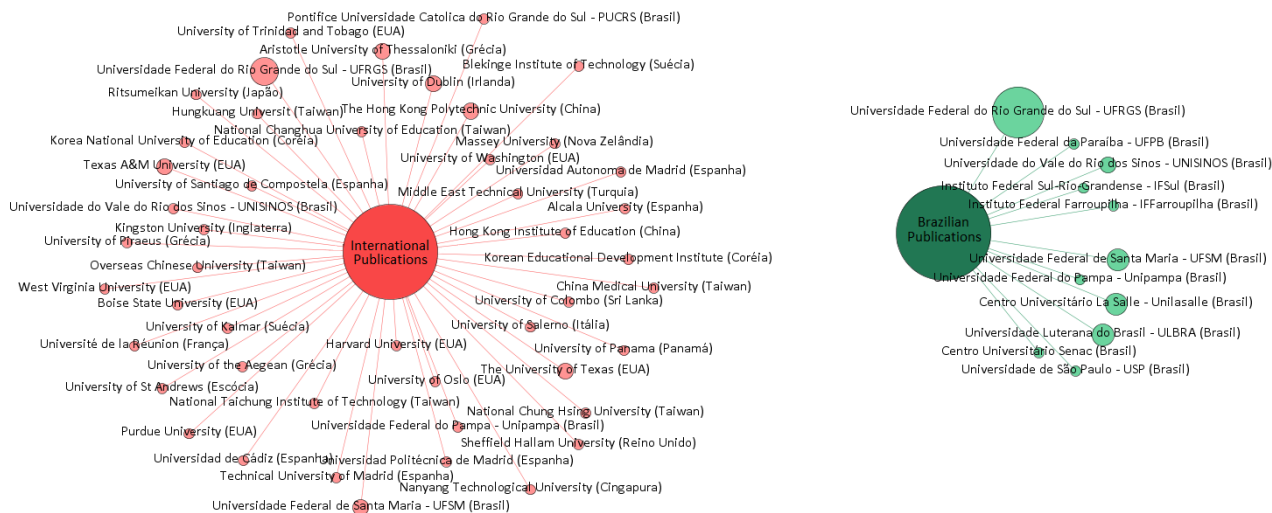 Pontifice Universidade Catolica do Rio Grande do Sul - PUCRS (Brasil)
University of Trinidad and Tobago (EUA)
Aristotle University of Thessaloniki (Grécia)
Blekinge Institute of Technology (Suécia)
Universidade Federal do Rio Grande do Sul - UFRGS (Brasil)
University of Dublin (Irlanda)
Ritsumeikan University (Japão)
Hungkuang Universit (Taiwan)
The Hong Kong Polytechnic University (China)
National Changhua University of Education (Taiwan)
Korea National University of Education (Coréia)
Massey University (Nova Zelândia)
University of Washington (EUA)
Texas A&M University (EUA)
Universidad Autonoma de Madrid (Espanha)
University of Santiago de Compostela (Espanha)
Middle East Technical University (Turquia)
Universidade do Vale do Rio dos Sinos - UNISINOS (Brasil)
Alcala University (Espanha)
Kingston University (Inglaterra)
Hong Kong Institute of Education (China)
University of Piraeus (Grécia)
International
Publications
Korean Educational Development Institute (Coréia)
Overseas Chinese University (Taiwan)
West Virginia University (EUA)
China Medical University (Taiwan)
Boise State University (EUA)
University of Colombo (Sri Lanka)
University of Kalmar (Suécia)
University of Salerno (Itália)
Université de la Réunion (França)
Harvard University (EUA)
University of Panama (Panamá)
University of the Aegean (Grécia)
The University of Texas (EUA)
University of St Andrews (Escócia)
University of Oslo (EUA)
National Taichung Institute of Technology (Taiwan)
National Chung Hsing University (Taiwan)
Universidade Federal do Pampa - Unipampa (Brasil)
Purdue University (EUA)
Sheffield Hallam University (Reino Unido)
Universidad de Cádiz (Espanha)
Universidad Politécnica de Madrid (Espanha)
Technical University of Madrid (Espanha)
Nanyang Technological University (Cingapura)
Universidade Federal de Santa Maria - UFSM (Brasil)
Universidade Federal do Rio Grande do Sul - UFRGS (Brasil)
Universidade Federal da Paraíba - UFPB (Brasil)
Universidade do Vale do Rio dos Sinos - UNISINOS (Brasil)
Instituto Federal Sul-Rio-Grandense - IFSul (Brasil)
Instituto Federal Farroupilha - IFFarroupilha (Brasil)
Brazilian
Publications
Universidade Federal de Santa Maria - UFSM (Brasil)
Universidade Federal do Pampa - Unipampa (Brasil)
Centro Universitário La Salle - Unilasalle (Brasil)
Universidade Luterana do Brasil - ULBRA (Brasil)
Centro Universitário Senac (Brasil)
Universidade de São Paulo - USP (Brasil)